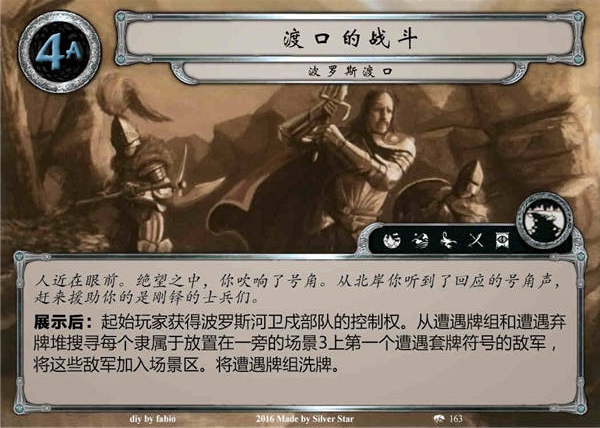 渡口的战斗
4A
波罗斯渡口
人近在眼前。绝望之中，你吹响了号角。从北岸你听到了回应的号角声，
赶来援助你的是刚铎的士兵们。
展示后：起始玩家获得波罗斯河卫戍部队的控制权。从遭遇牌组和遭遇弃
牌堆搜寻每个隶属于放置在一旁的场景3上第一个遭遇套牌符号的敌军，
将这些敌军加入场景区。将遭遇牌组洗牌。
diy by fabio
2016 Made by Silver Star
163